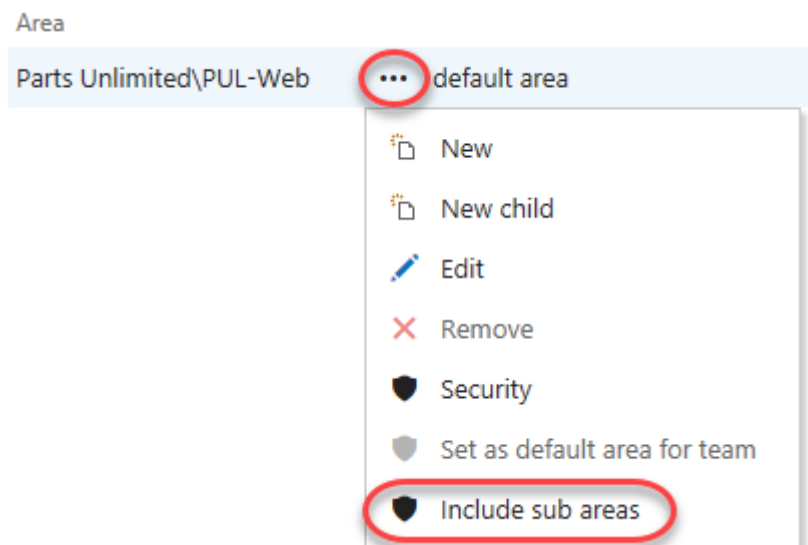 Area
Parts Unlimited\PUL-Web ••• default area
New
New child
Edit
Remove
Security
Set as default area for team
Include sub areas